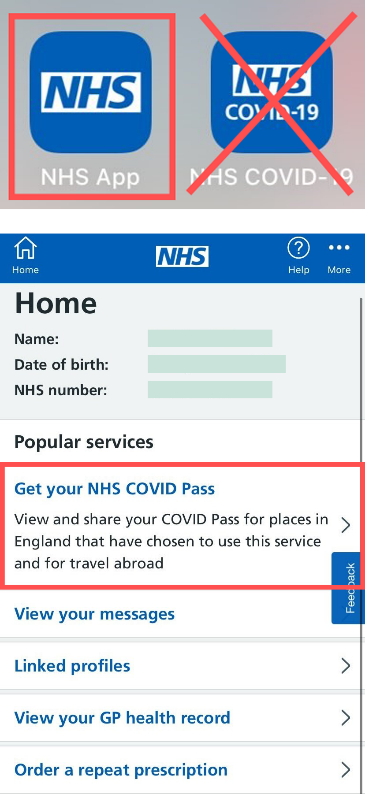 NHS
NHS
COVID-19
NHS App
NHS COVID-19
NHS
Home
Help
More
Home
Name:
Date of birth:
NHS number:
Popular services
Get your NHS COVID Pass
View and share your COVID Pass for places in
England that have chosen to use this service
and for travel abroad
Feedback
View your messages
Linked profiles
View your GP health record
Order a repeat prescription